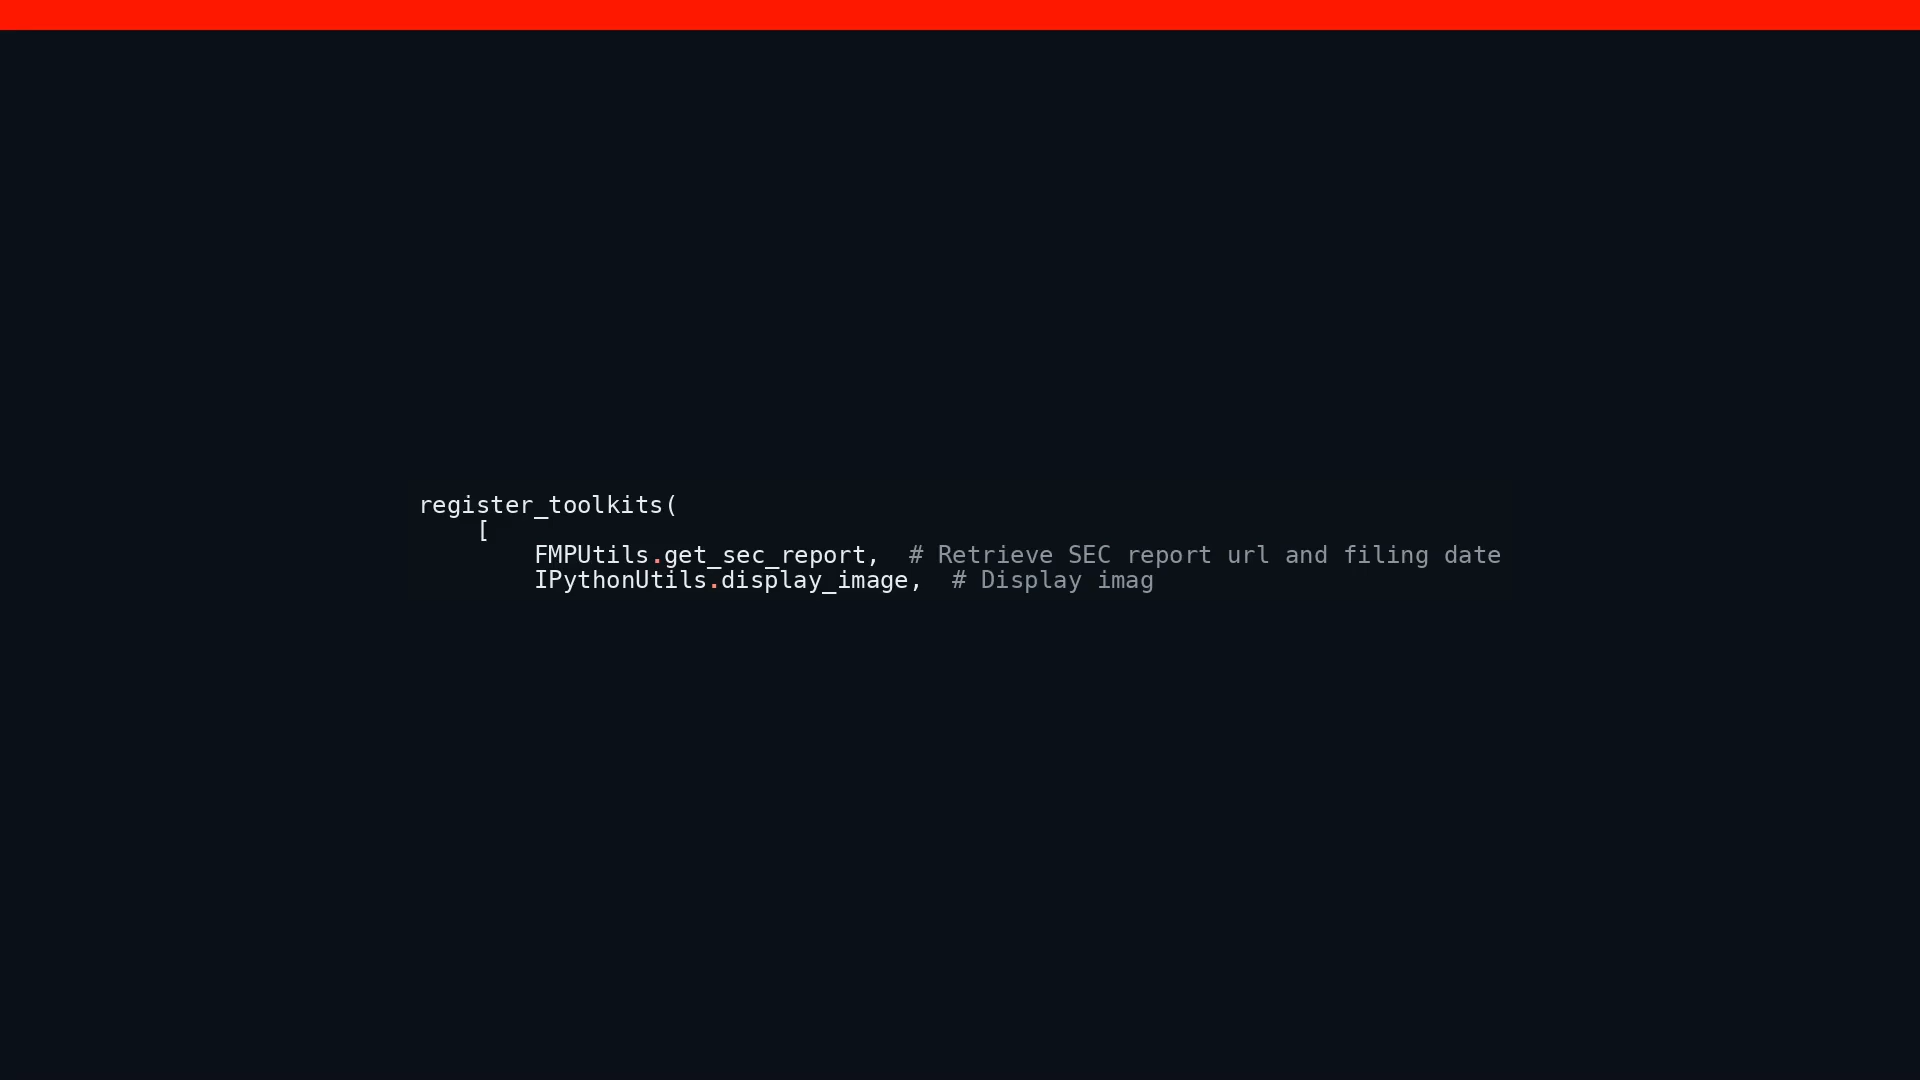 register_toolkits(
    [
        FMPUtils.get_sec_report,  # Retrieve SEC report url and filing date
        IPythonUtils.display_image,  # Display imag